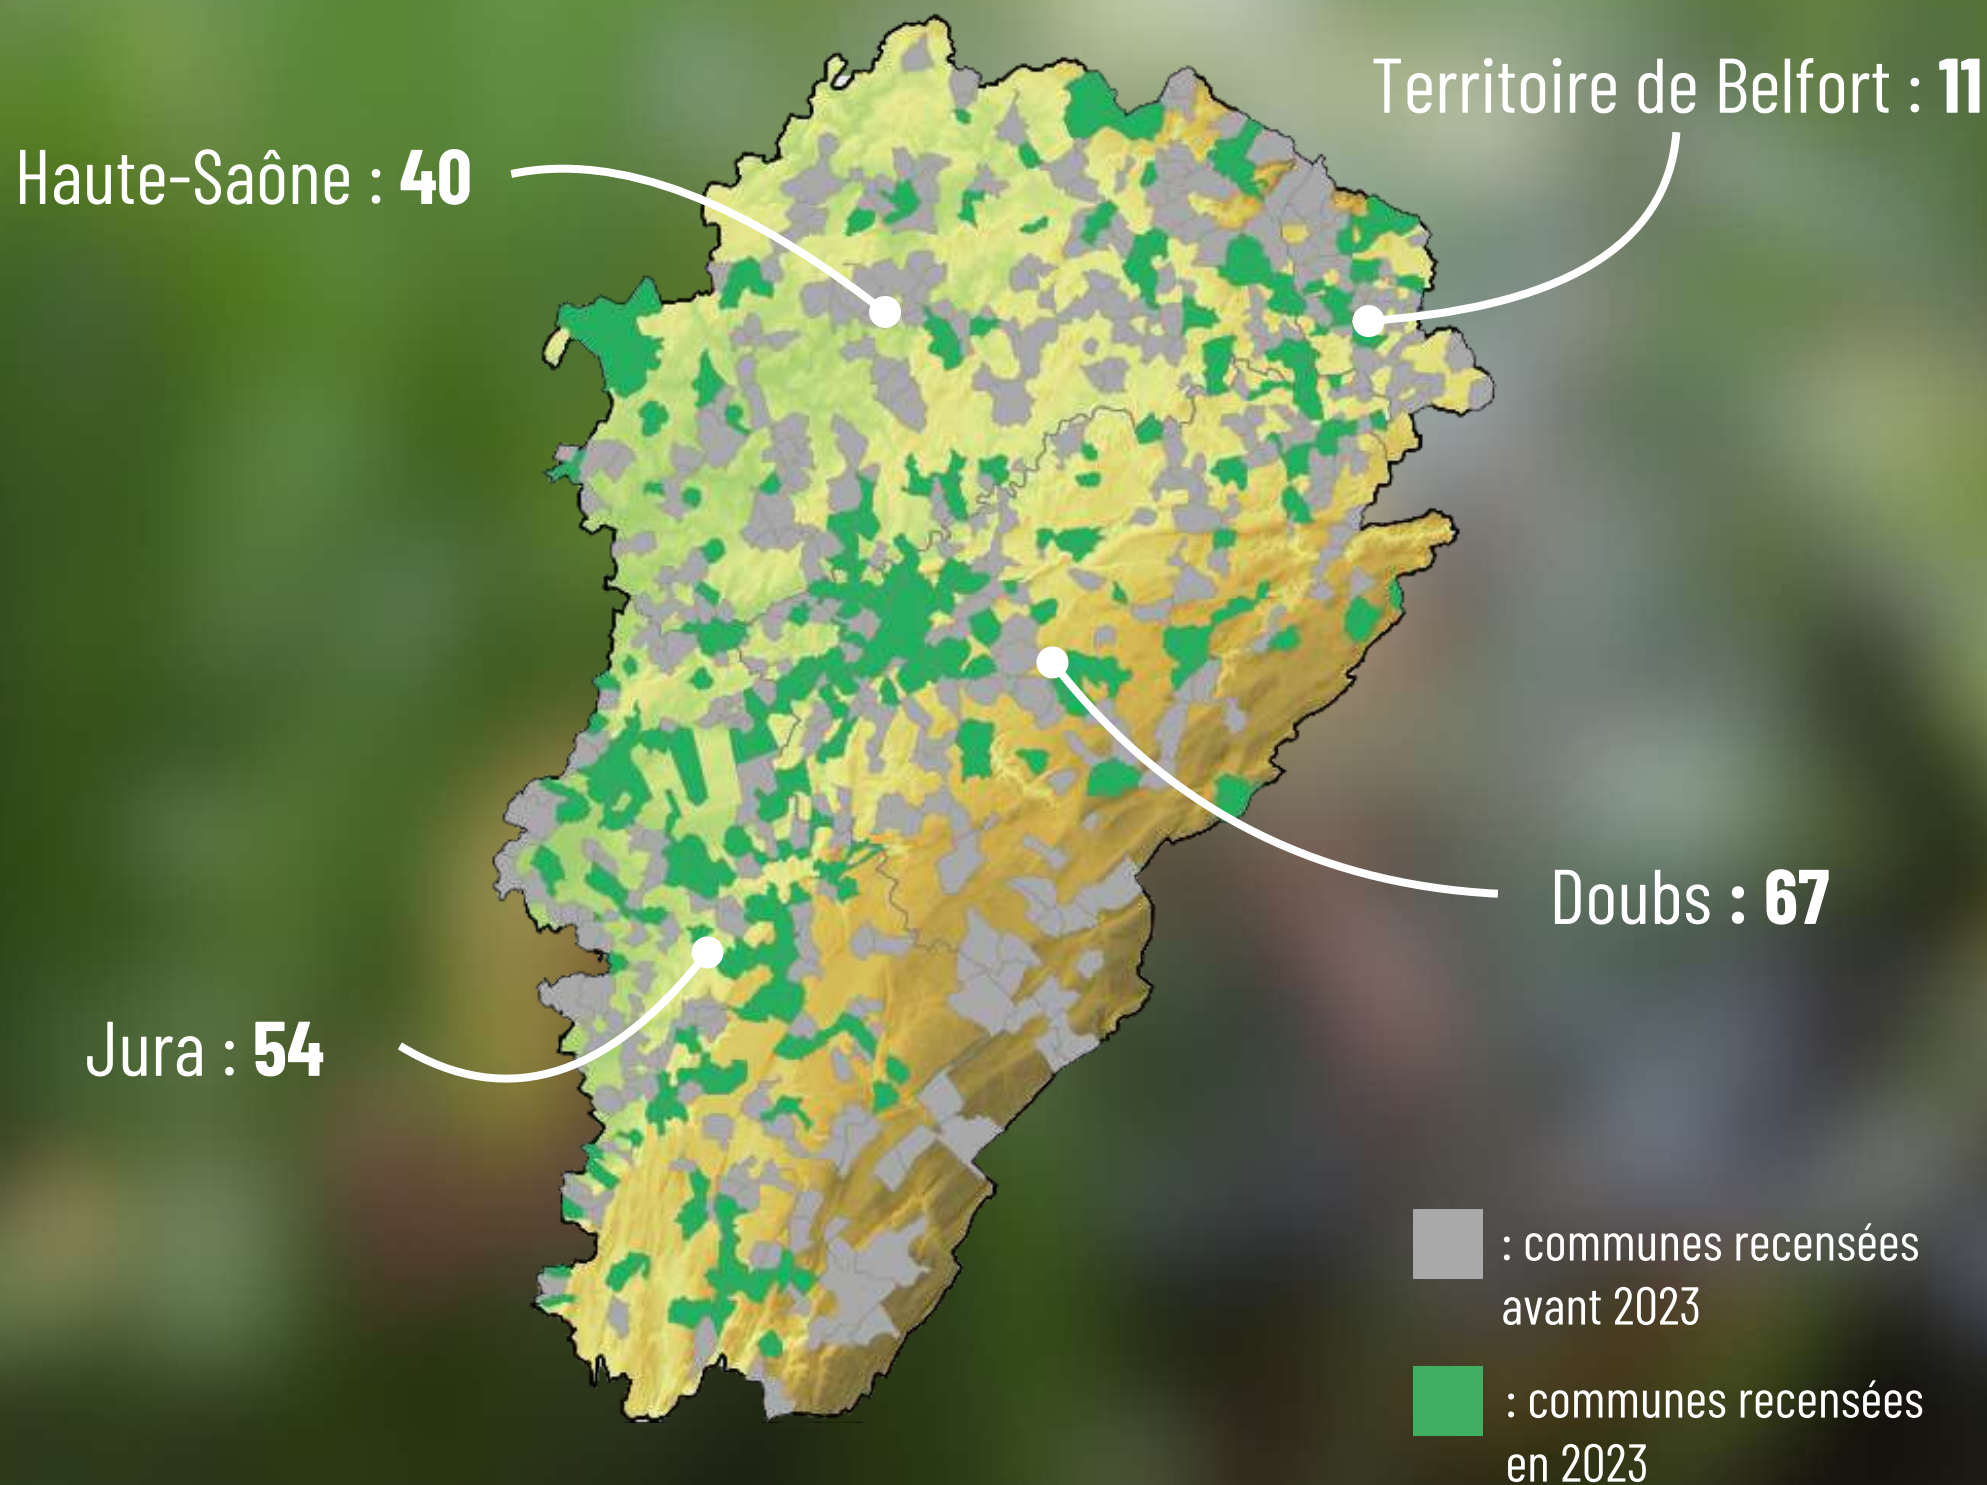 Territoire de Belfort : 11
Haute-Saône : 40
Doubs : 67
Jura : 54
: communes recensées
avant 2023
: communes recensées
en 2023